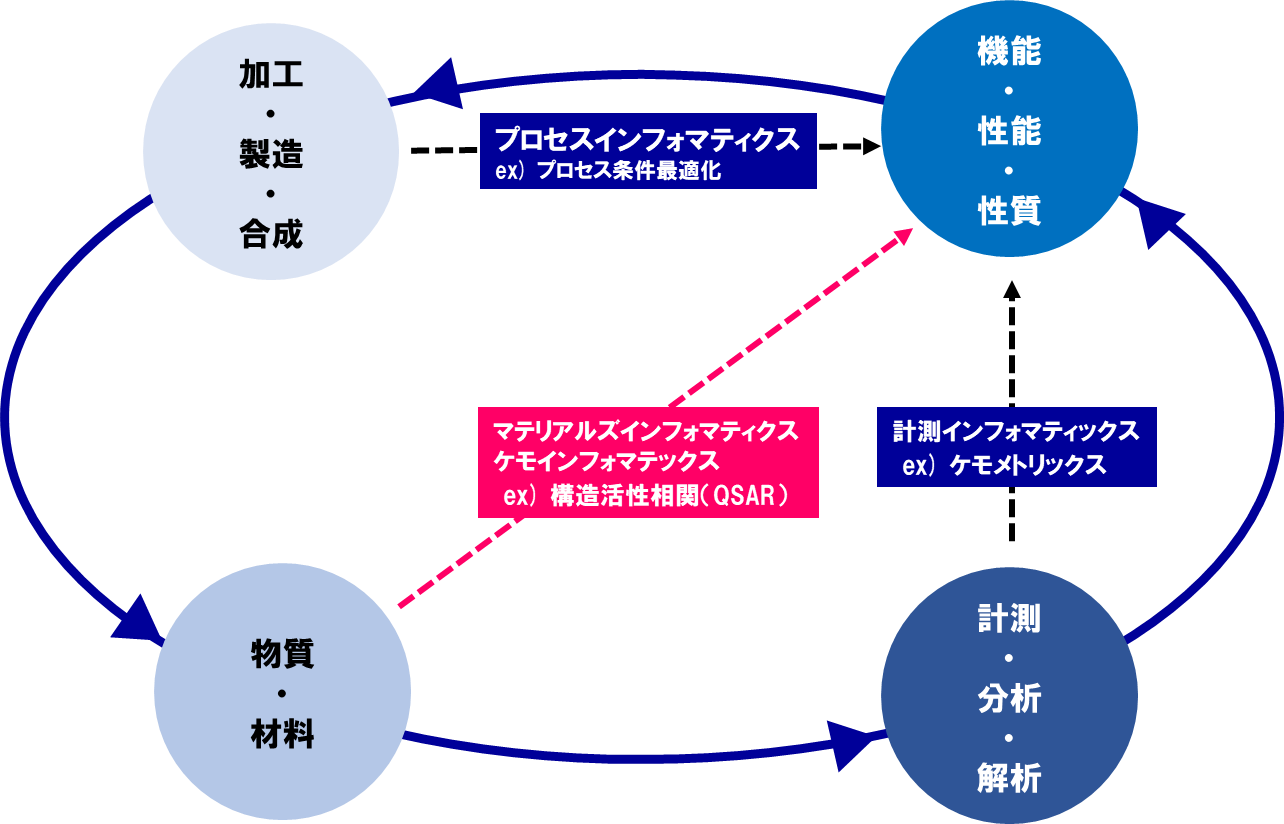 加工
・
製造
・
合成
機能
・
性能
・
性質
プロセスインフォマティクス
ex) プロセス条件最適化
マテリアルズインフォマティクス
ケモインフォマテックス
ex) 構造活性相関(QSAR)
計測インフォマティックス
ex) ケモメトリックス
物質
・
材料
計測
・
分析
・
解析